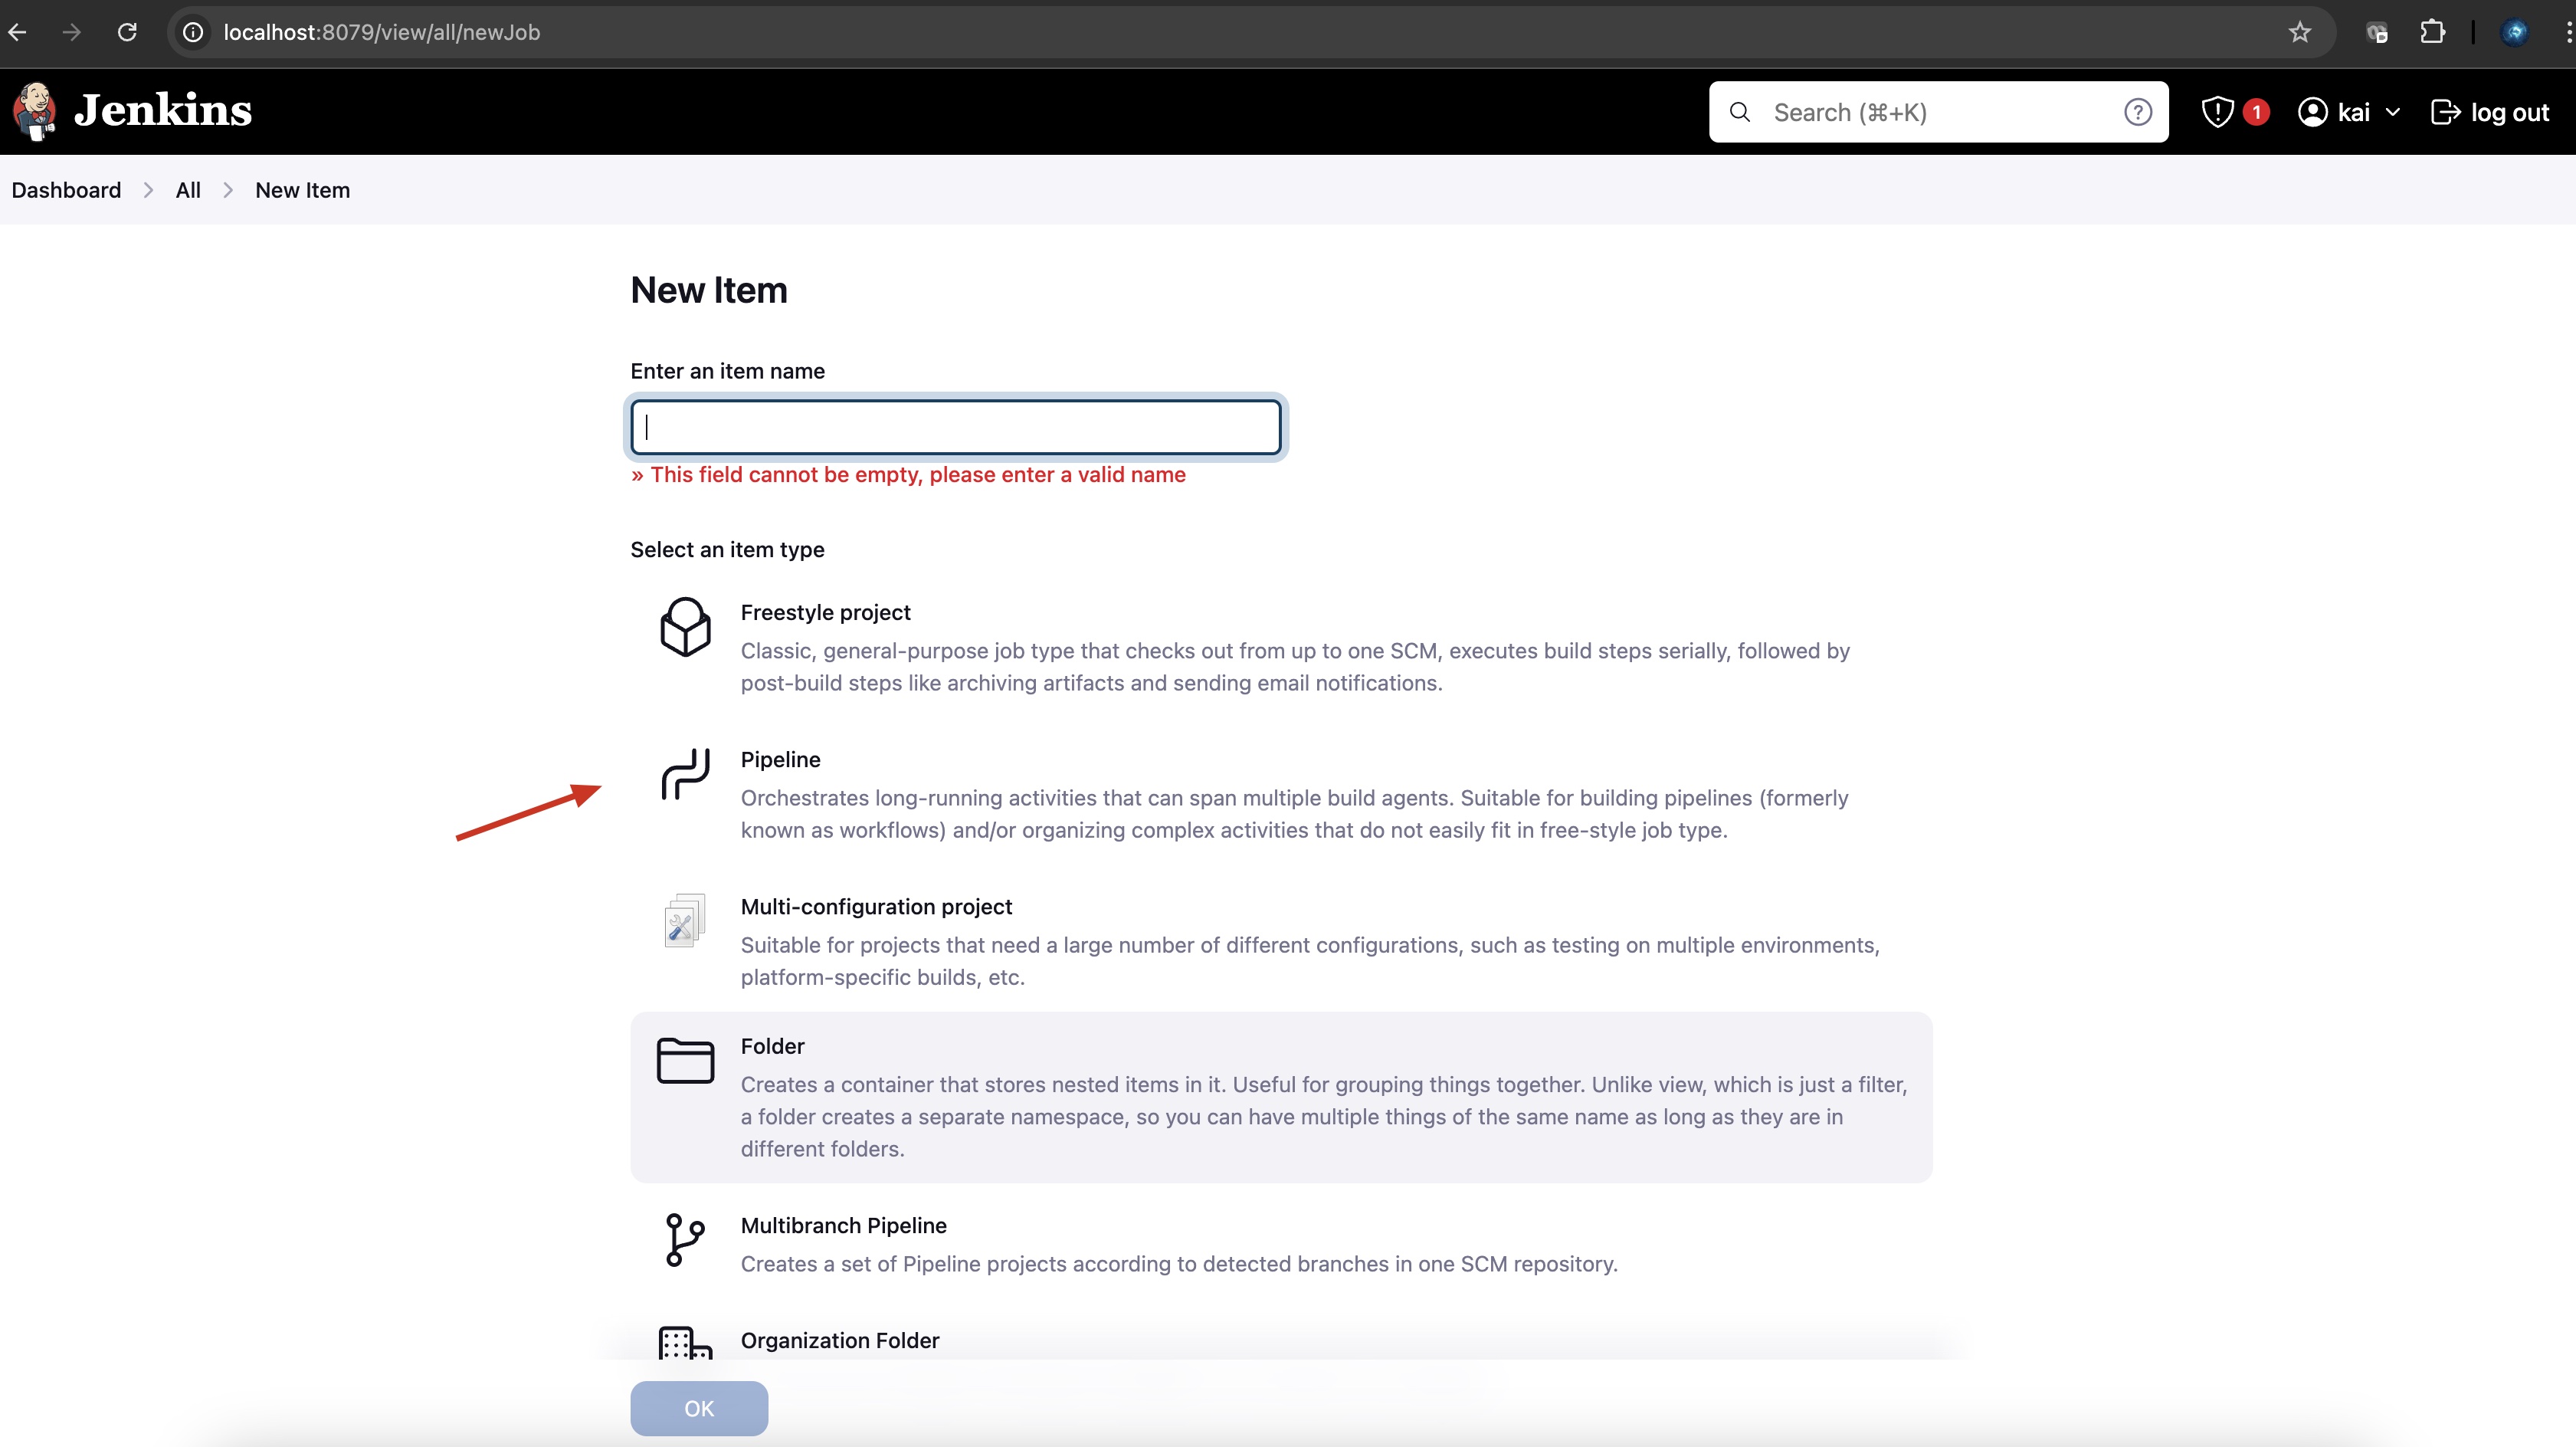 localhost:8079/view/all/newJob
Jenkins
Search (⌘+K)
1
kai
log out
Dashboard
All
New Item
New Item
Enter an item name
» This field cannot be empty, please enter a valid name
Select an item type
Freestyle project
Classic, general-purpose job type that checks out from up to one SCM, executes build steps serially, followed by
post-build steps like archiving artifacts and sending email notifications.
Pipeline
Orchestrates long-running activities that can span multiple build agents. Suitable for building pipelines (formerly
known as workflows) and/or organizing complex activities that do not easily fit in free-style job type.
Multi-configuration project
Suitable for projects that need a large number of different configurations, such as testing on multiple environments,
platform-specific builds, etc.
Folder
Creates a container that stores nested items in it. Useful for grouping things together. Unlike view, which is just a filter,
a folder creates a separate namespace, so you can have multiple things of the same name as long as they are in
different folders.
Multibranch Pipeline
Creates a set of Pipeline projects according to detected branches in one SCM repository.
Organization Folder
OK